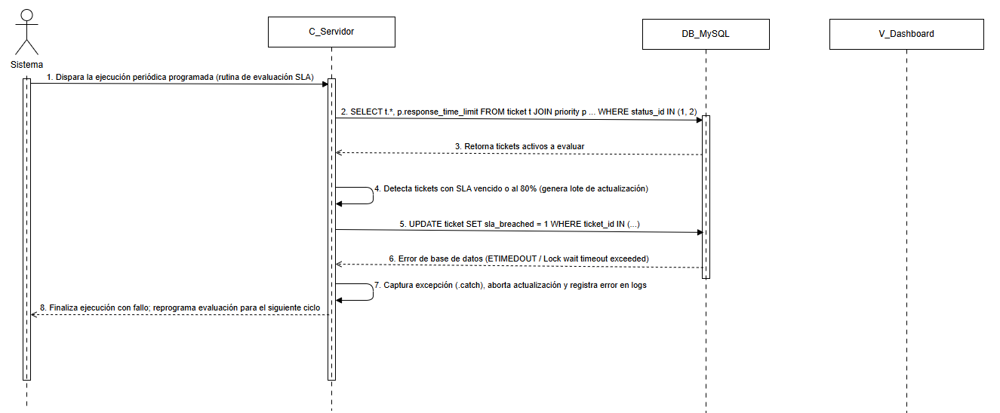 C_Servidor
DB_MySQL
V_Dashboard
Sistema
1. Dispara la ejecución periódica programada (rutina de evaluación SLA)
2. SELECT t.*, p.response_time_limit FROM ticket t JOIN priority p ... WHERE status_id IN (1, 2)
3. Retorna tickets activos a evaluar
4. Detecta tickets con SLA vencido o al 80% (genera lote de actualización)
5. UPDATE ticket SET sla_breached = 1 WHERE ticket_id IN (...)
6. Error de base de datos (ETIMEDOUT / Lock wait timeout exceeded)
7. Captura excepción (.catch), aborta actualización y registra error en logs
8. Finaliza ejecución con fallo; reprograma evaluación para el siguiente ciclo